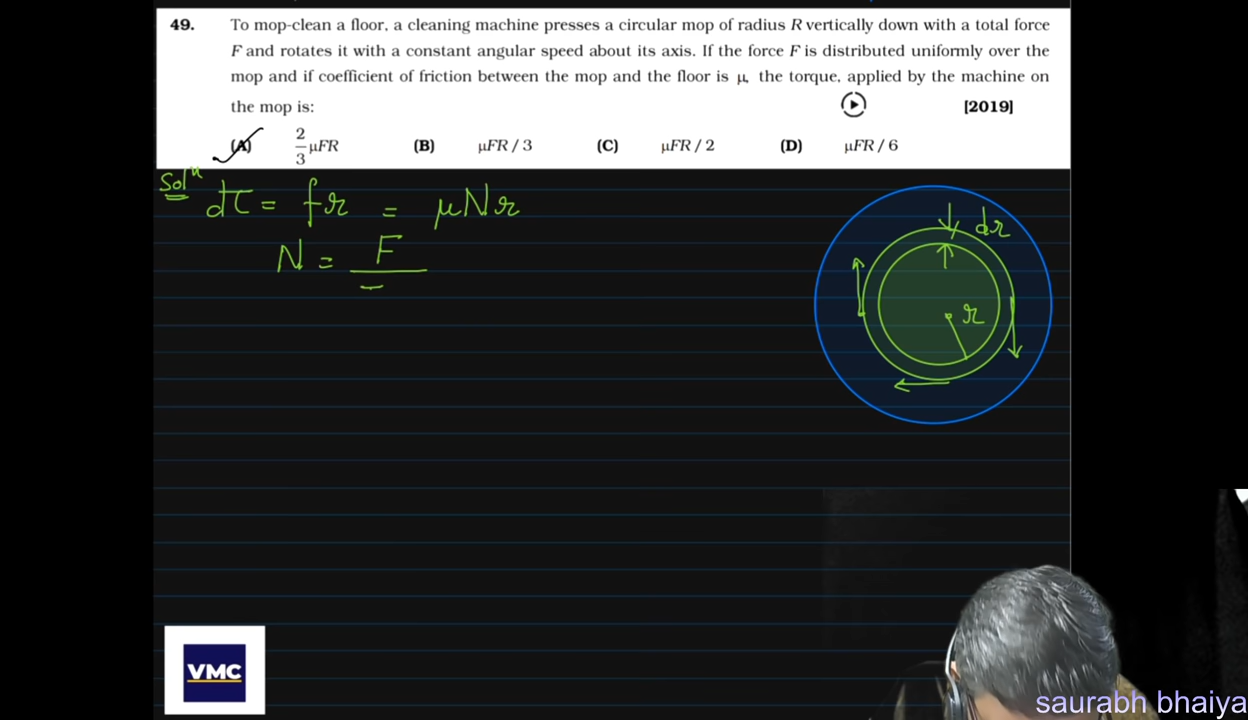 49. To mop-clean a floor, a cleaning machine presses a circular mop of radius R vertically down with a total force
F and rotates it with a constant angular speed about its axis. If the force F is distributed uniformly over the
mop and if coefficient of friction between the mop and the floor is μ, the torque, applied by the machine on
the mop is: [2019]
(A) 2/3 μFR (B) μFR / 3 (C) μFR / 2 (D) μFR / 6
Solⁿ
dτ = fr = μNr
N = F
dr
r
VMC
saurabh bhaiya